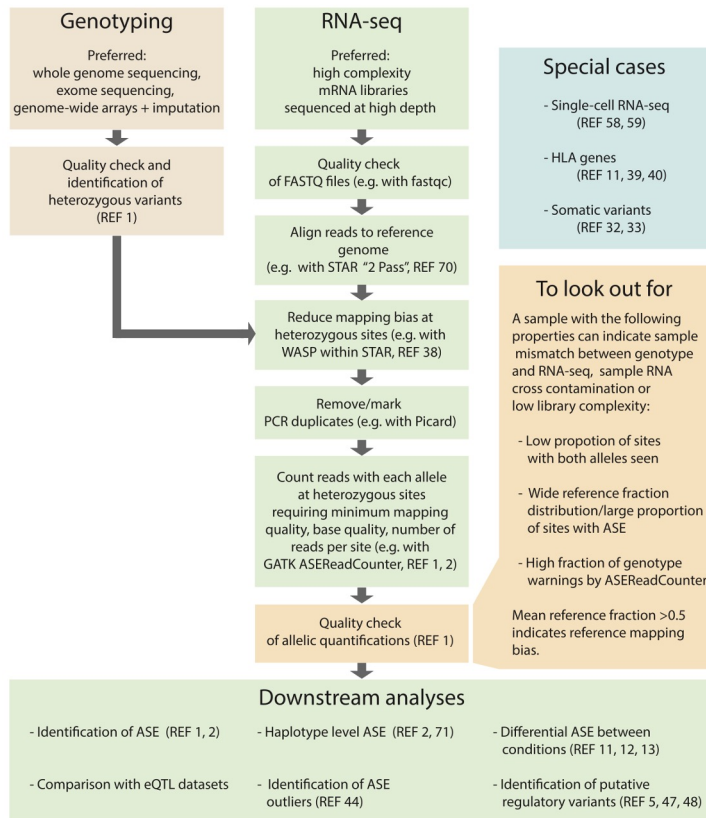 Genotyping
Preferred:
whole genome sequencing,
exome sequencing,
genome-wide arrays + imputation
Quality check and
identification of
heterozygous variants
(REF 1)
RNA-seq
Preferred:
high complexity
mRNA libraries
sequenced at high depth
Quality check
of FASTQ files (e.g. with fastqc)
Align reads to reference
genome
(e.g. with STAR “2 Pass”, REF 70)
Reduce mapping bias at
heterozygous sites (e.g. with
WASP within STAR, REF 38)
Remove/mark
PCR duplicates (e.g. with Picard)
Count reads with each allele
at heterozygous sites
requiring minimum mapping
quality, base quality, number of
reads per site (e.g. with
GATK ASEReadCounter, REF 1, 2)
Quality check
of allelic quantifications (REF 1)
Special cases
- Single-cell RNA-seq
(REF 58, 59)
- HLA genes
(REF 11, 39, 40)
- Somatic variants
(REF 32, 33)
To look out for
A sample with the following
properties can indicate sample
mismatch between genotype
and RNA-seq, sample RNA
cross contamination or
low library complexity:
- Low propotion of sites
with both alleles seen
- Wide reference fraction
distribution/large proportion
of sites with ASE
- High fraction of genotype
warnings by ASEReadCounter
Mean reference fraction >0.5
indicates reference mapping
bias.
Downstream analyses
- Identification of ASE (REF 1, 2)
- Comparison with eQTL datasets
- Haplotype level ASE (REF 2, 71)
- Identification of ASE
outliers (REF 44)
- Differential ASE between
conditions (REF 11, 12, 13)
- Identification of putative
regulatory variants (REF 5, 47, 48)